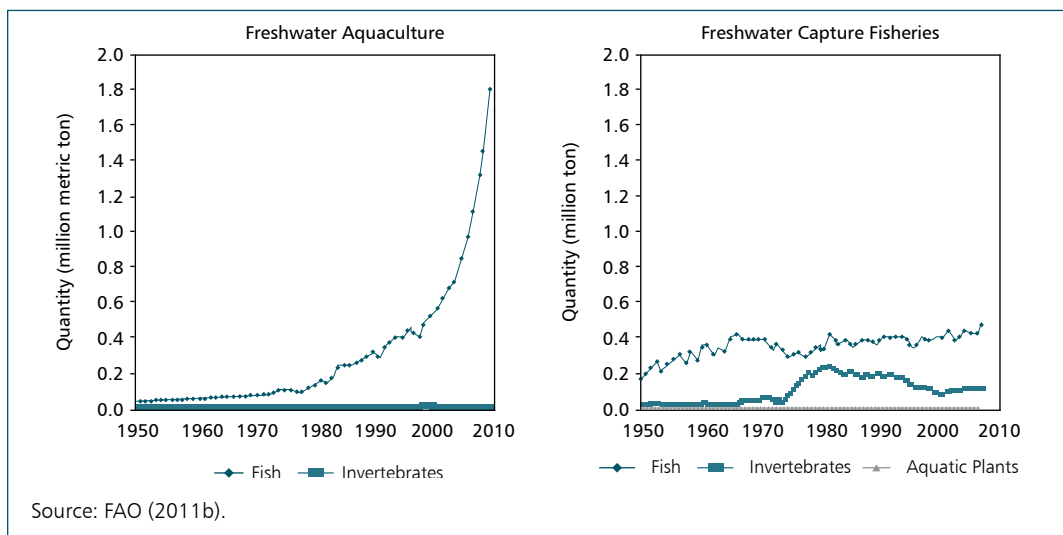 Freshwater Aquaculture
Quantity (million metric ton)
2.0
1.8
1.6
1.4
1.2
1.0
0.8
0.6
0.4
0.2
0.0
1950 1960 1970 1980 1990 2000 2010
Fish Invertebrates
Freshwater Capture Fisheries
Quantity (million ton)
2.0
1.8
1.6
1.4
1.2
1.0
0.8
0.6
0.4
0.2
0.0
1950 1960 1970 1980 1990 2000 2010
Fish Invertebrates Aquatic Plants
Source: FAO (2011b).